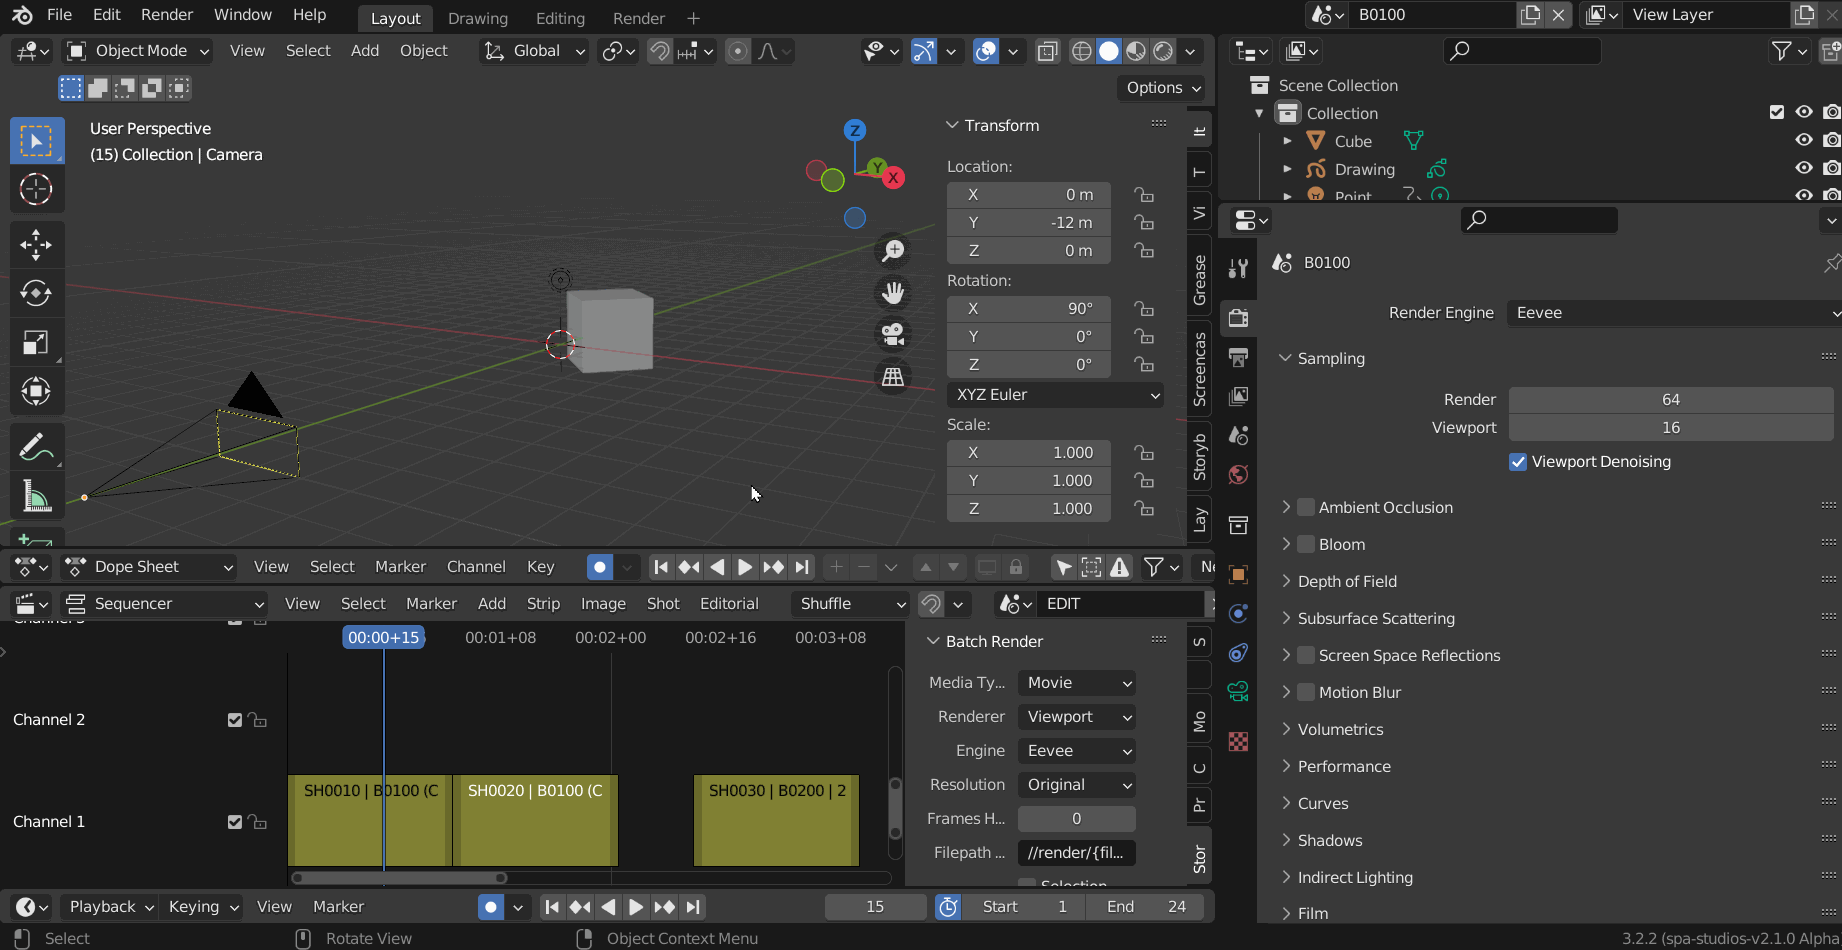 File Edit Render Window Help Layout Drawing Editing Render + B0100 View Layer
Object Mode View Select Add Object Global
Options
User Perspective
(15) Collection | Camera
Z
Y
X
Transform
Location:
X 0 m
Y -12 m
Z 0 m
Rotation:
X 90°
Y 0°
Z 0°
XYZ Euler
Scale:
X 1.000
Y 1.000
Z 1.000
It
T
Vi
Grease
Screencas
Storyb
Lay
Scene Collection
Collection
Cube
Drawing
Point
B0100
Render Engine Eevee
Sampling
Render 64
Viewport 16
Viewport Denoising
Ambient Occlusion
Bloom
Depth of Field
Subsurface Scattering
Screen Space Reflections
Motion Blur
Volumetrics
Performance
Curves
Shadows
Indirect Lighting
Film
Dope Sheet View Select Marker Channel Key Ne
Sequencer View Select Marker Add Strip Image Shot Editorial Shuffle EDIT
00:00+15 00:01+08 00:02+00 00:02+16 00:03+08
Channel 2
Channel 1
SH0010 | B0100 (C SH0020 | B0100 (C SH0030 | B0200 | 2
Batch Render
Media Ty... Movie
Renderer Viewport
Engine Eevee
Resolution Original
Frames H... 0
Filepath ... //render/{fil...
Selection
S
Mo
C
Pr
Stor
Playback Keying View Marker 15 Start 1 End 24
Select Rotate View Object Context Menu 3.2.2 (spa-studios-v2.1.0 Alpha